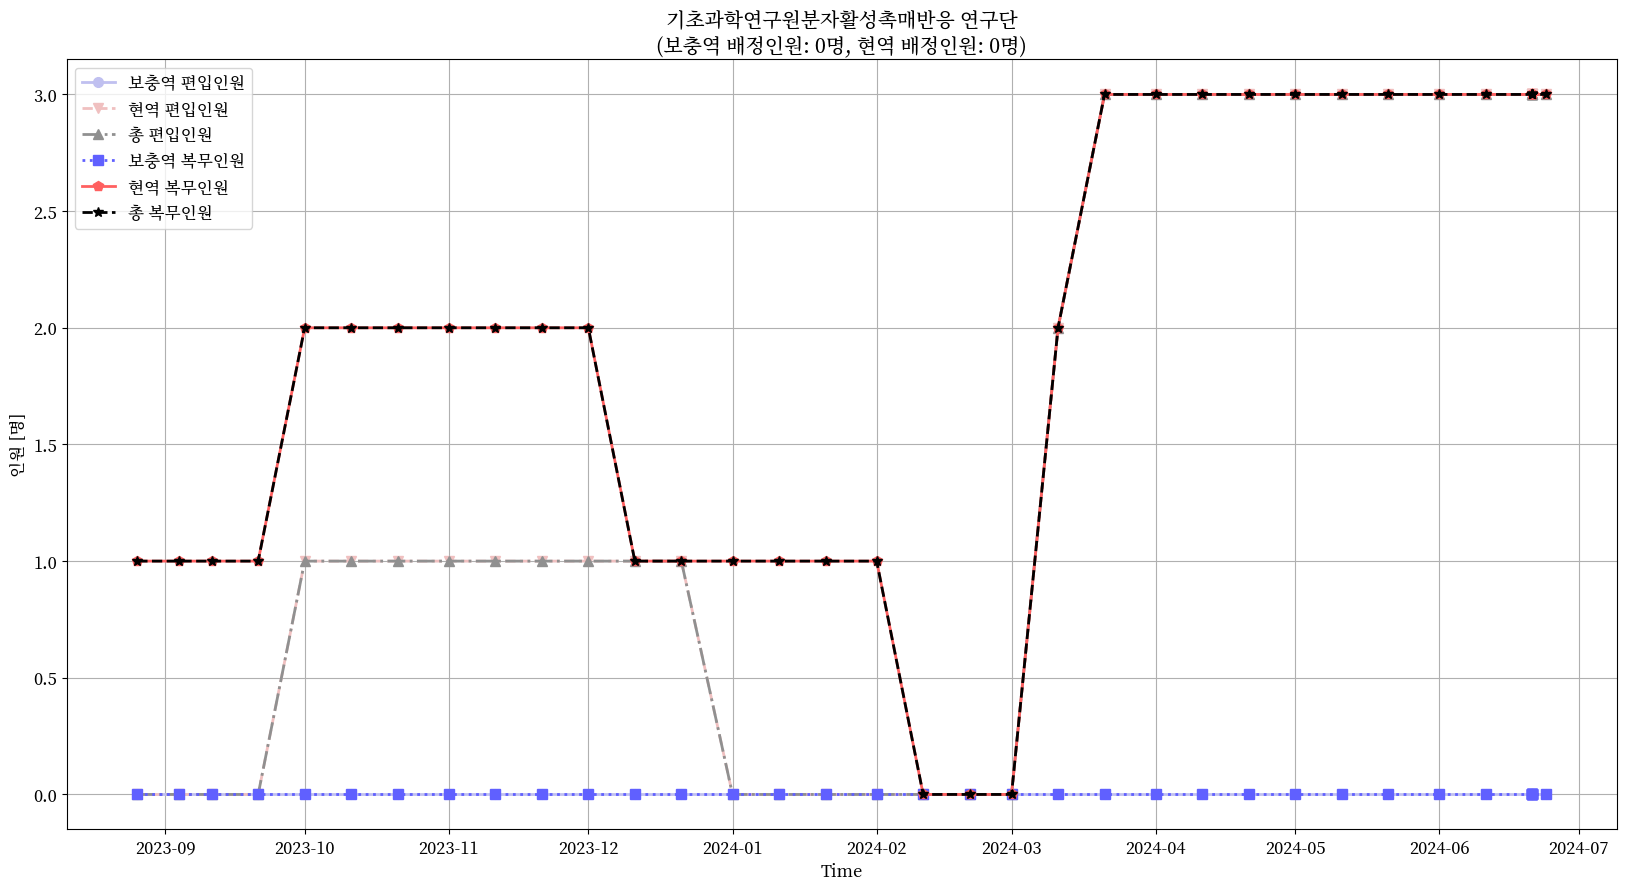 기초과학연구원분자활성촉매반응 연구단
(보충역 배정인원: 0명, 현역 배정인원: 0명)
보충역 편입인원
현역 편입인원
총 편입인원
보충역 복무인원
현역 복무인원
총 복무인원
3.0
2.5
2.0
1.5
1.0
0.5
0.0
인원 [명]
2023-09 2023-10 2023-11 2023-12 2024-01 2024-02 2024-03 2024-04 2024-05 2024-06 2024-07
Time